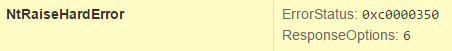 NtRaiseHardError
ErrorStatus: 0xc0000350
ResponseOptions: 6